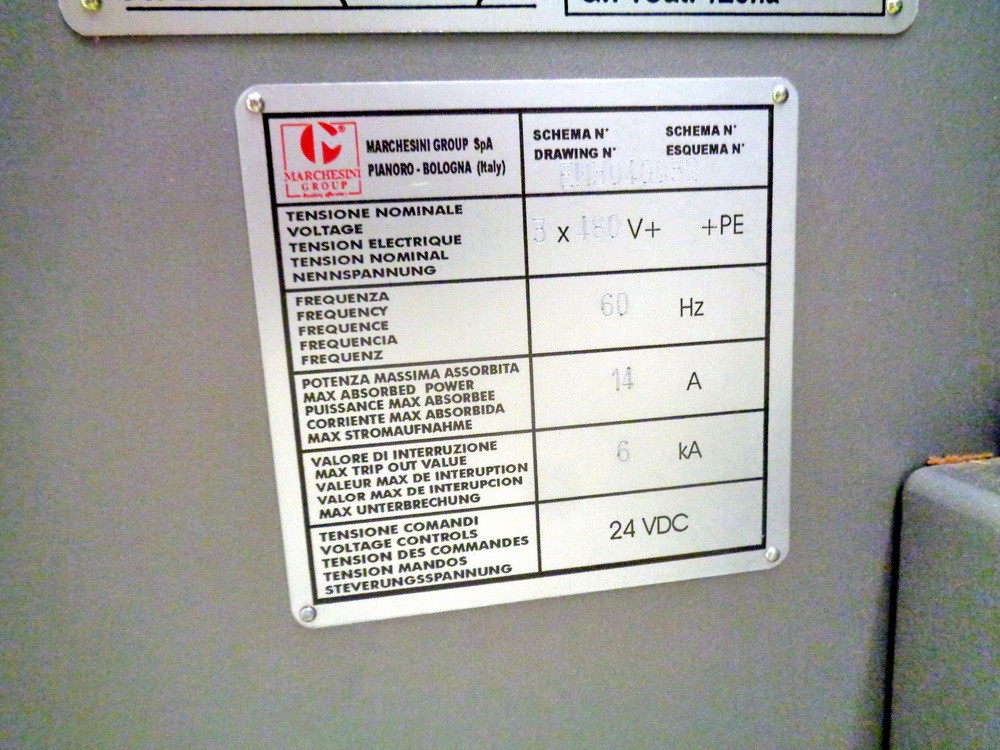 MARCHESINI
GROUP
MARCHESINI GROUP SpA
PIANORO - BOLOGNA (Italy)
SCHEMA N°
DRAWING N°
SCHEMA N°
ESQUEMA N°
TENSIONE NOMINALE
VOLTAGE
TENSION ELECTRIQUE
TENSION NOMINAL
NENNSPANNUNG
3 x 480 V+ +PE
FREQUENZA
FREQUENCY
FREQUENCE
FREQUENCIA
FREQUENZ
60 Hz
POTENZA MASSIMA ASSORBITA
MAX ABSORBED POWER
PUISSANCE MAX ABSORBEE
CORRIENTE MAX ABSORBIDA
MAX STROMAUFNAHME
14 A
VALORE DI INTERRUZIONE
MAX TRIP OUT VALUE
VALEUR MAX DE INTERUPTION
VALOR MAX DE INTERUPCION
MAX UNTERBRECHUNG
6 kA
TENSIONE COMANDI
VOLTAGE CONTROLS
TENSION DES COMMANDES
TENSION MANDOS
STEVERUNGSSPANNUNG
24 VDC